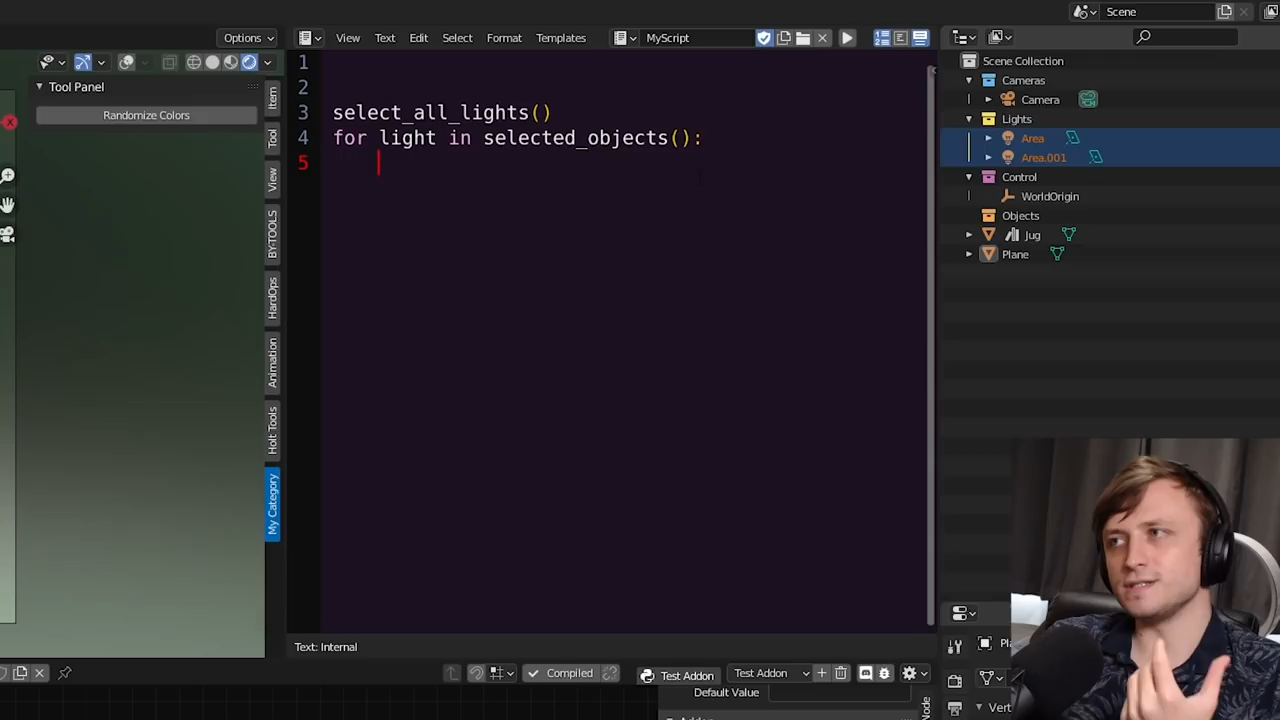 Scene
Options
View Text Edit Select Format Templates
MyScript
Tool Panel
Randomize Colors
Item
Tool
View
BY-TOOLS
HardOps
Animation
Holt Tools
My Category
1
2
3 select_all_lights()
4 for light in selected_objects():
5
Text: Internal
Scene Collection
Cameras
Camera
Lights
Area
Area.001
Control
WorldOrigin
Objects
Jug
Plane
Compiled
Test Addon
Test Addon
Default Value
Node
Vert